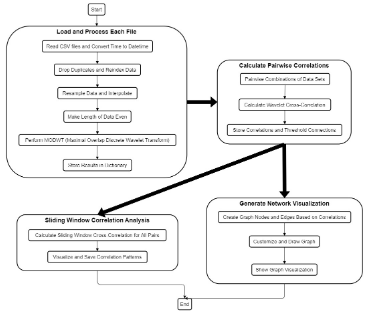 Start
Load and Process Each File
Read CSV files and Convert Time to Datetime
Drop Duplicates and Reindex Data
Resample Data and Interpolate
Make Length of Data Even
Perform MODWT (Maximal Overlap Discrete Wavelet Transform)
Store Results in Dictionary
Calculate Pairwise Correlations
Pairwise Combinations of Data Sets
Calculate Wavelet Cross-Correlation
Store Correlations and Threshold Connections
Sliding Window Correlation Analysis
Calculate Sliding Window Cross Correlation for All Pairs
Visualize and Save Correlation Patterns
Generate Network Visualization
Create Graph Nodes and Edges Based on Correlations
Customize and Draw Graph
Show Graph Visualization
End